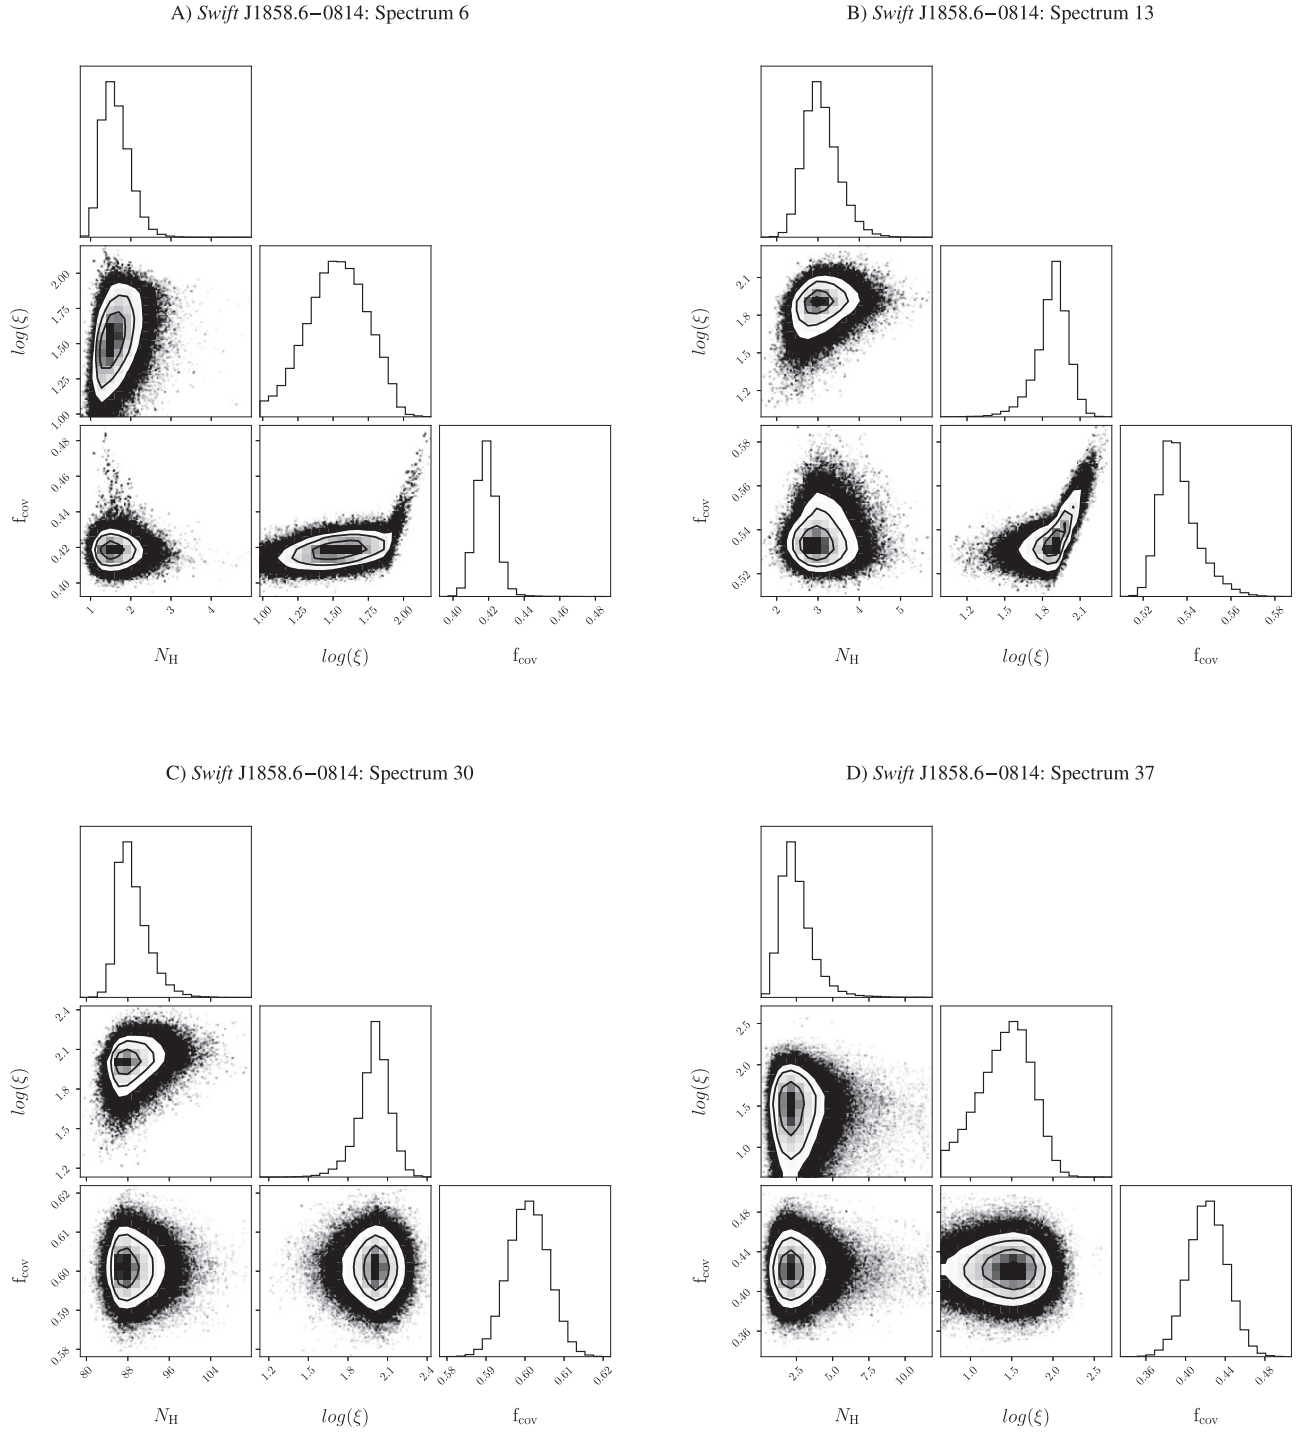 A) Swift J1858.6−0814: Spectrum 6
B) Swift J1858.6−0814: Spectrum 13
log(ξ)
2.00
1.75
1.50
1.25
1.00
f_cov
0.48
0.46
0.44
0.42
0.40
1 2 3 4
1.00 1.25 1.50 1.75 2.00
0.40 0.42 0.44 0.46 0.48
N_H
log(ξ)
f_cov
log(ξ)
2.1
1.8
1.5
1.2
f_cov
0.58
0.56
0.54
0.52
2 3 4 5
1.2 1.5 1.8 2.1
0.52 0.54 0.56 0.58
N_H
log(ξ)
f_cov
C) Swift J1858.6−0814: Spectrum 30
D) Swift J1858.6−0814: Spectrum 37
log(ξ)
2.4
2.1
1.8
1.5
1.2
f_cov
0.62
0.61
0.60
0.59
0.58
80 88 96 104
1.2 1.5 1.8 2.1 2.4
0.58 0.59 0.60 0.61 0.62
N_H
log(ξ)
f_cov
log(ξ)
2.5
2.0
1.5
1.0
f_cov
0.48
0.44
0.40
0.36
2.5 5.0 7.5 10.0
1.0 1.5 2.0 2.5
0.36 0.40 0.44 0.48
N_H
log(ξ)
f_cov